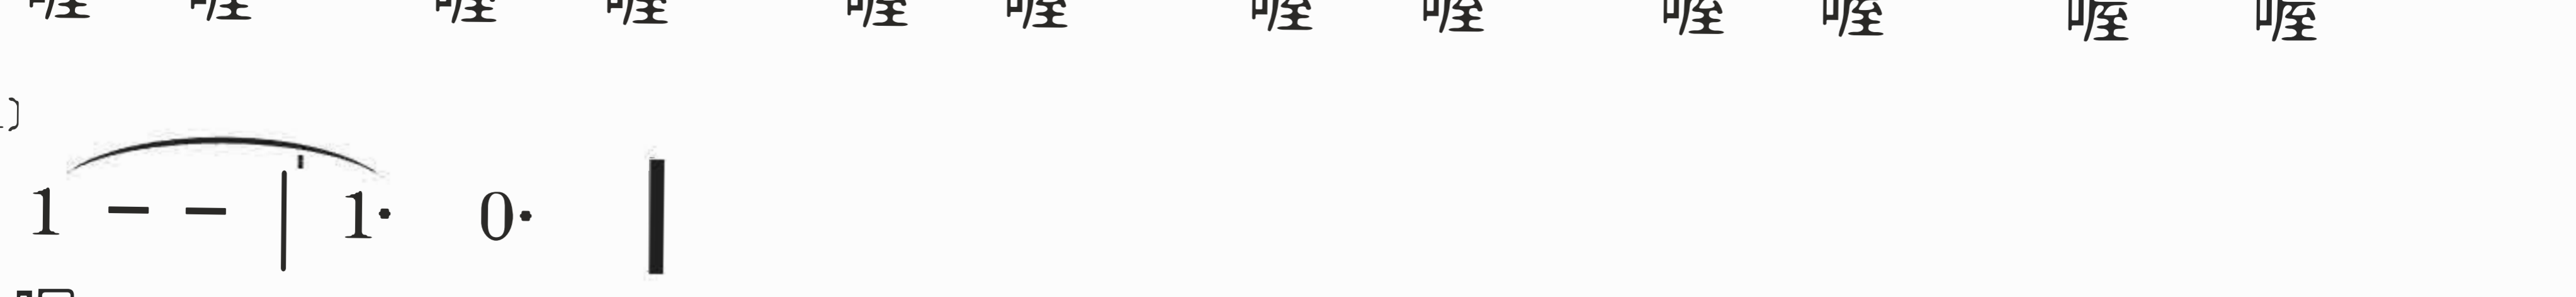 喔 喔 喔 喔 喔 喔 喔 喔 喔 喔 喔 喔
1 – – | 1· 0·